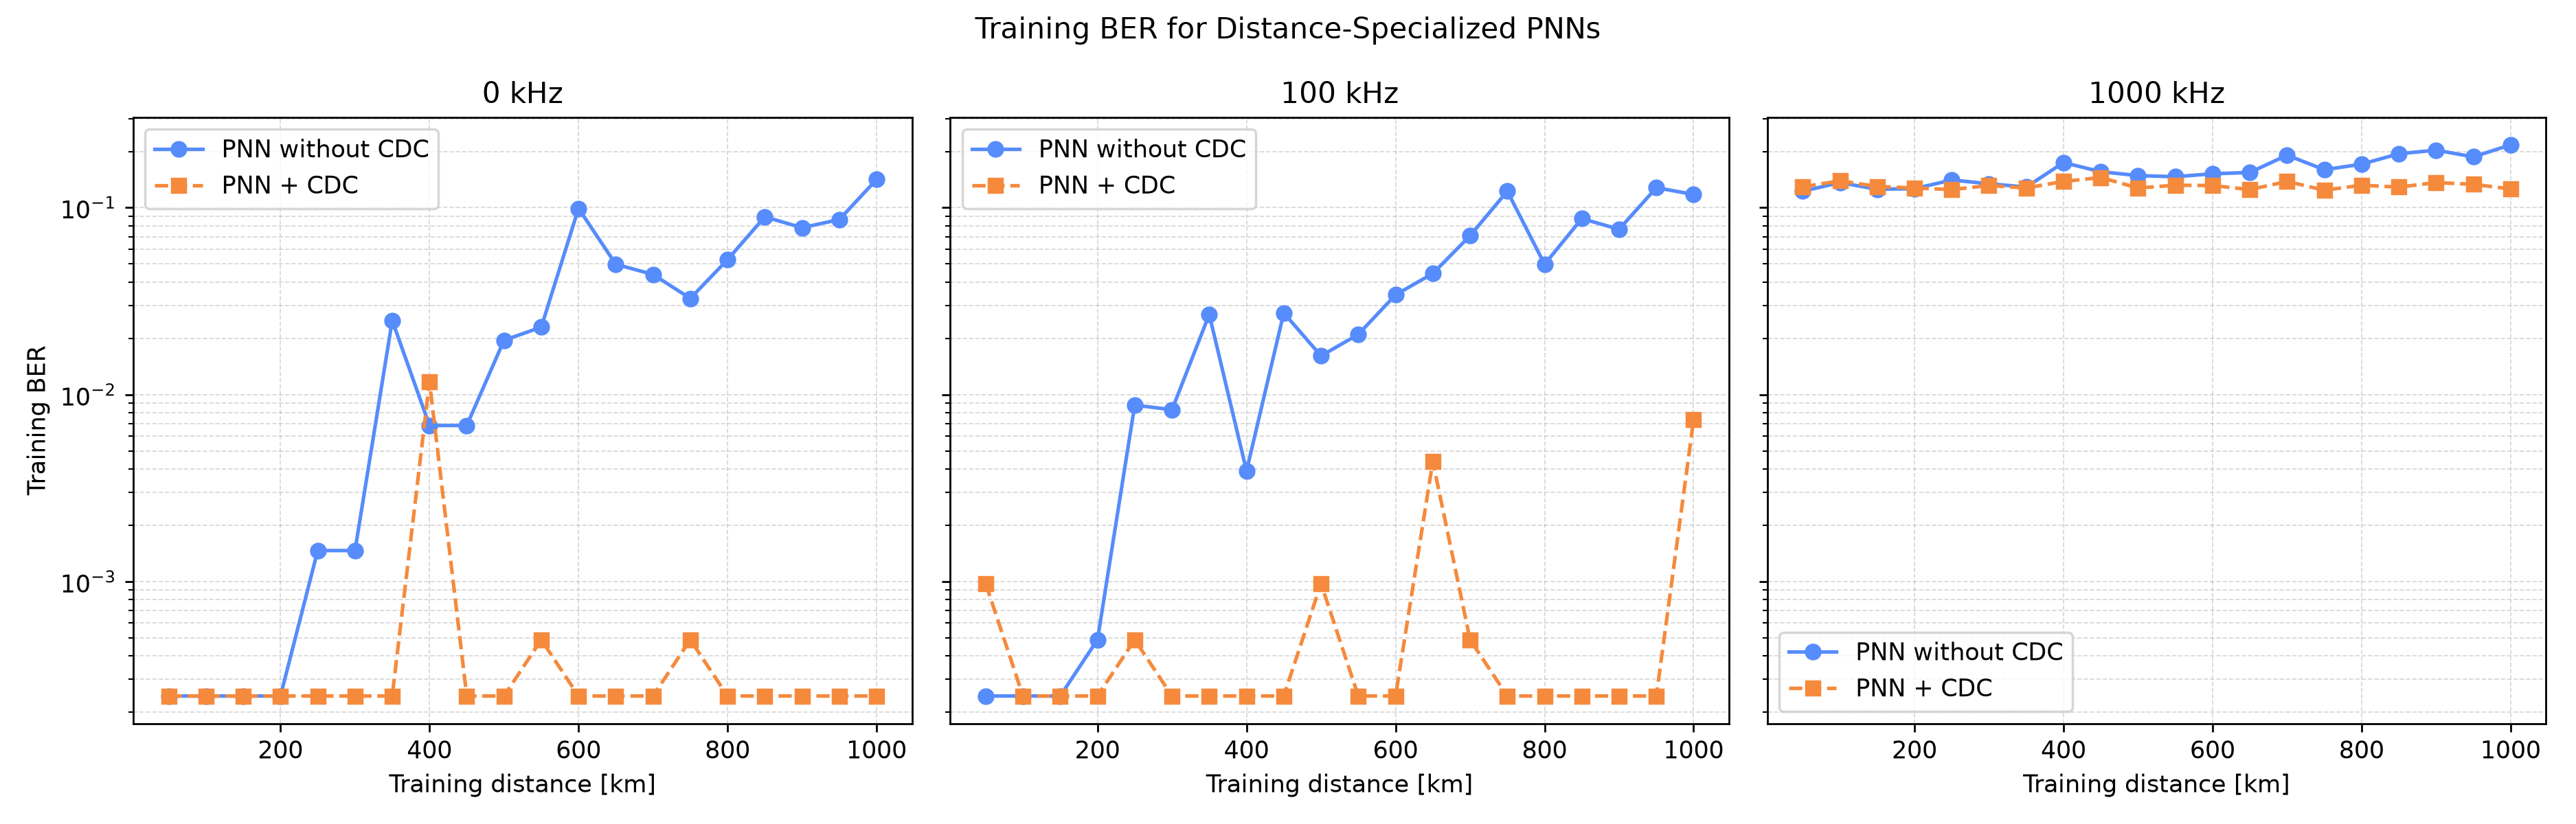 Training BER for Distance-Specialized PNNs
0 kHz
PNN without CDC
PNN + CDC
10⁻¹
10⁻²
10⁻³
Training BER
200 400 600 800 1000
Training distance [km]
100 kHz
PNN without CDC
PNN + CDC
200 400 600 800 1000
Training distance [km]
1000 kHz
PNN without CDC
PNN + CDC
200 400 600 800 1000
Training distance [km]